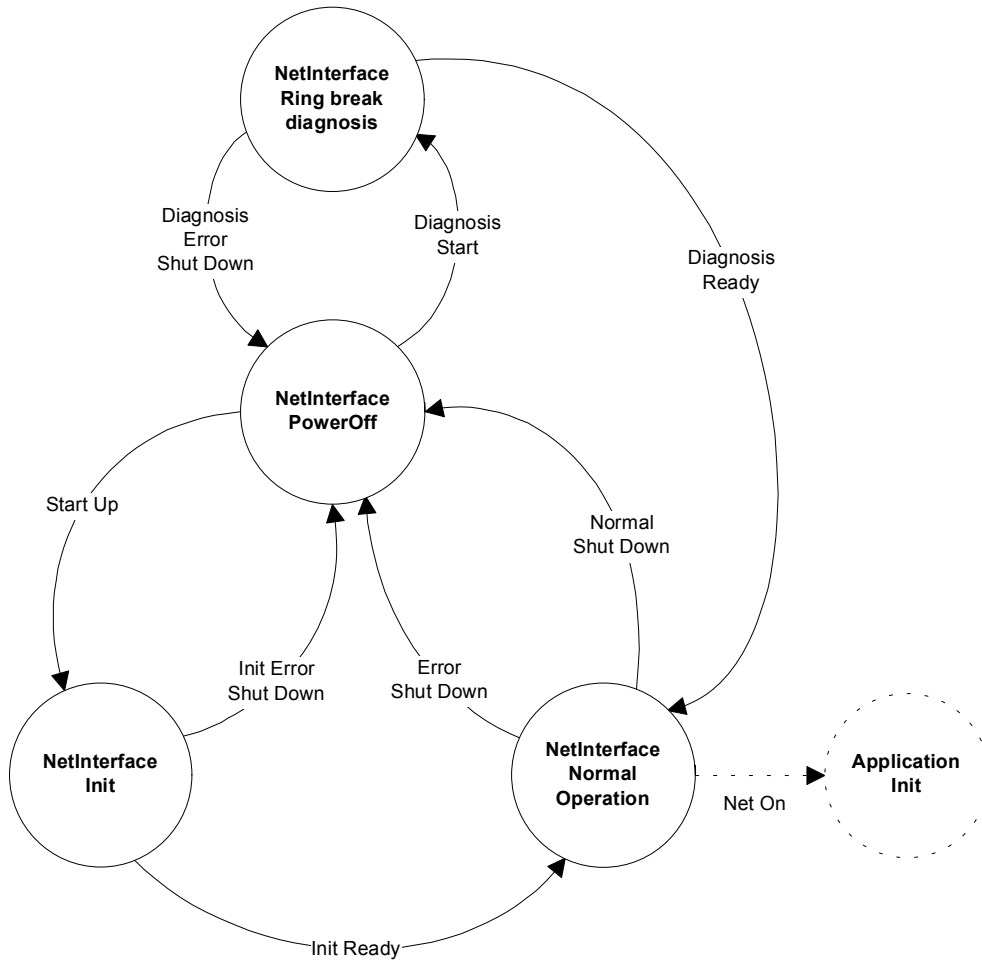 NetInterface
Ring break
diagnosis
Diagnosis
Error
Shut Down
Diagnosis
Start
Diagnosis
Ready
NetInterface
PowerOff
Start Up
Normal
Shut Down
Init Error
Shut Down
Error
Shut Down
NetInterface
Init
NetInterface
Normal
Operation
Net On
Application
Init
Init Ready